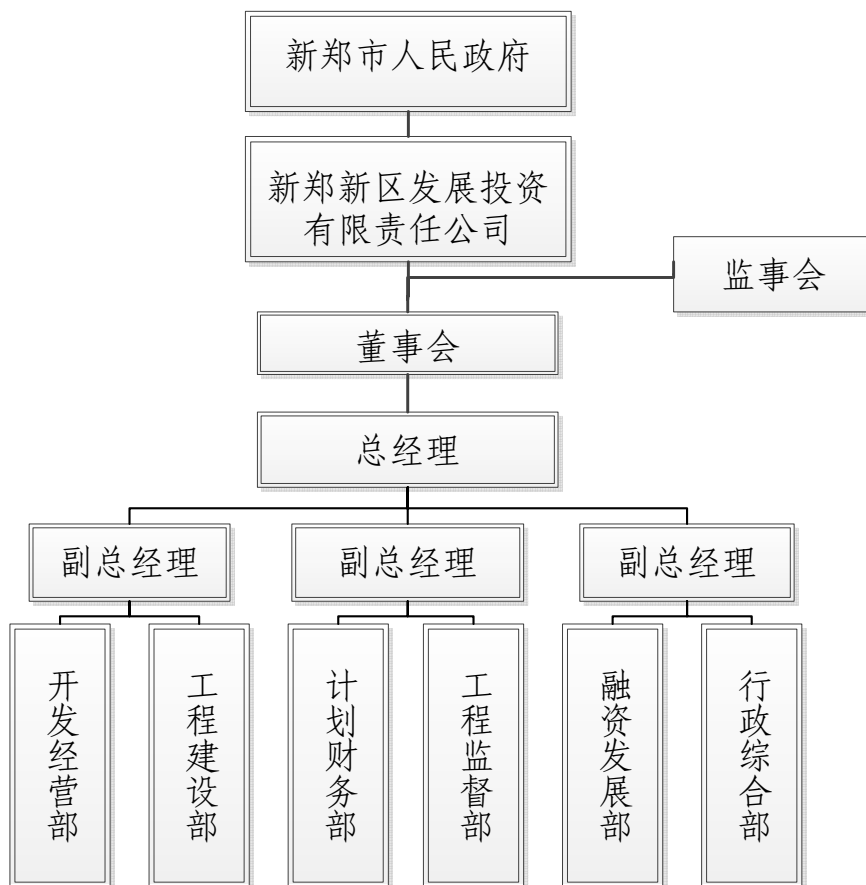 新郑市人民政府
新郑新区发展投资
有限责任公司
监事会
董事会
总经理
副总经理
副总经理
副总经理
开发经营部
工程建设部
计划财务部
工程监督部
融资发展部
行政综合部